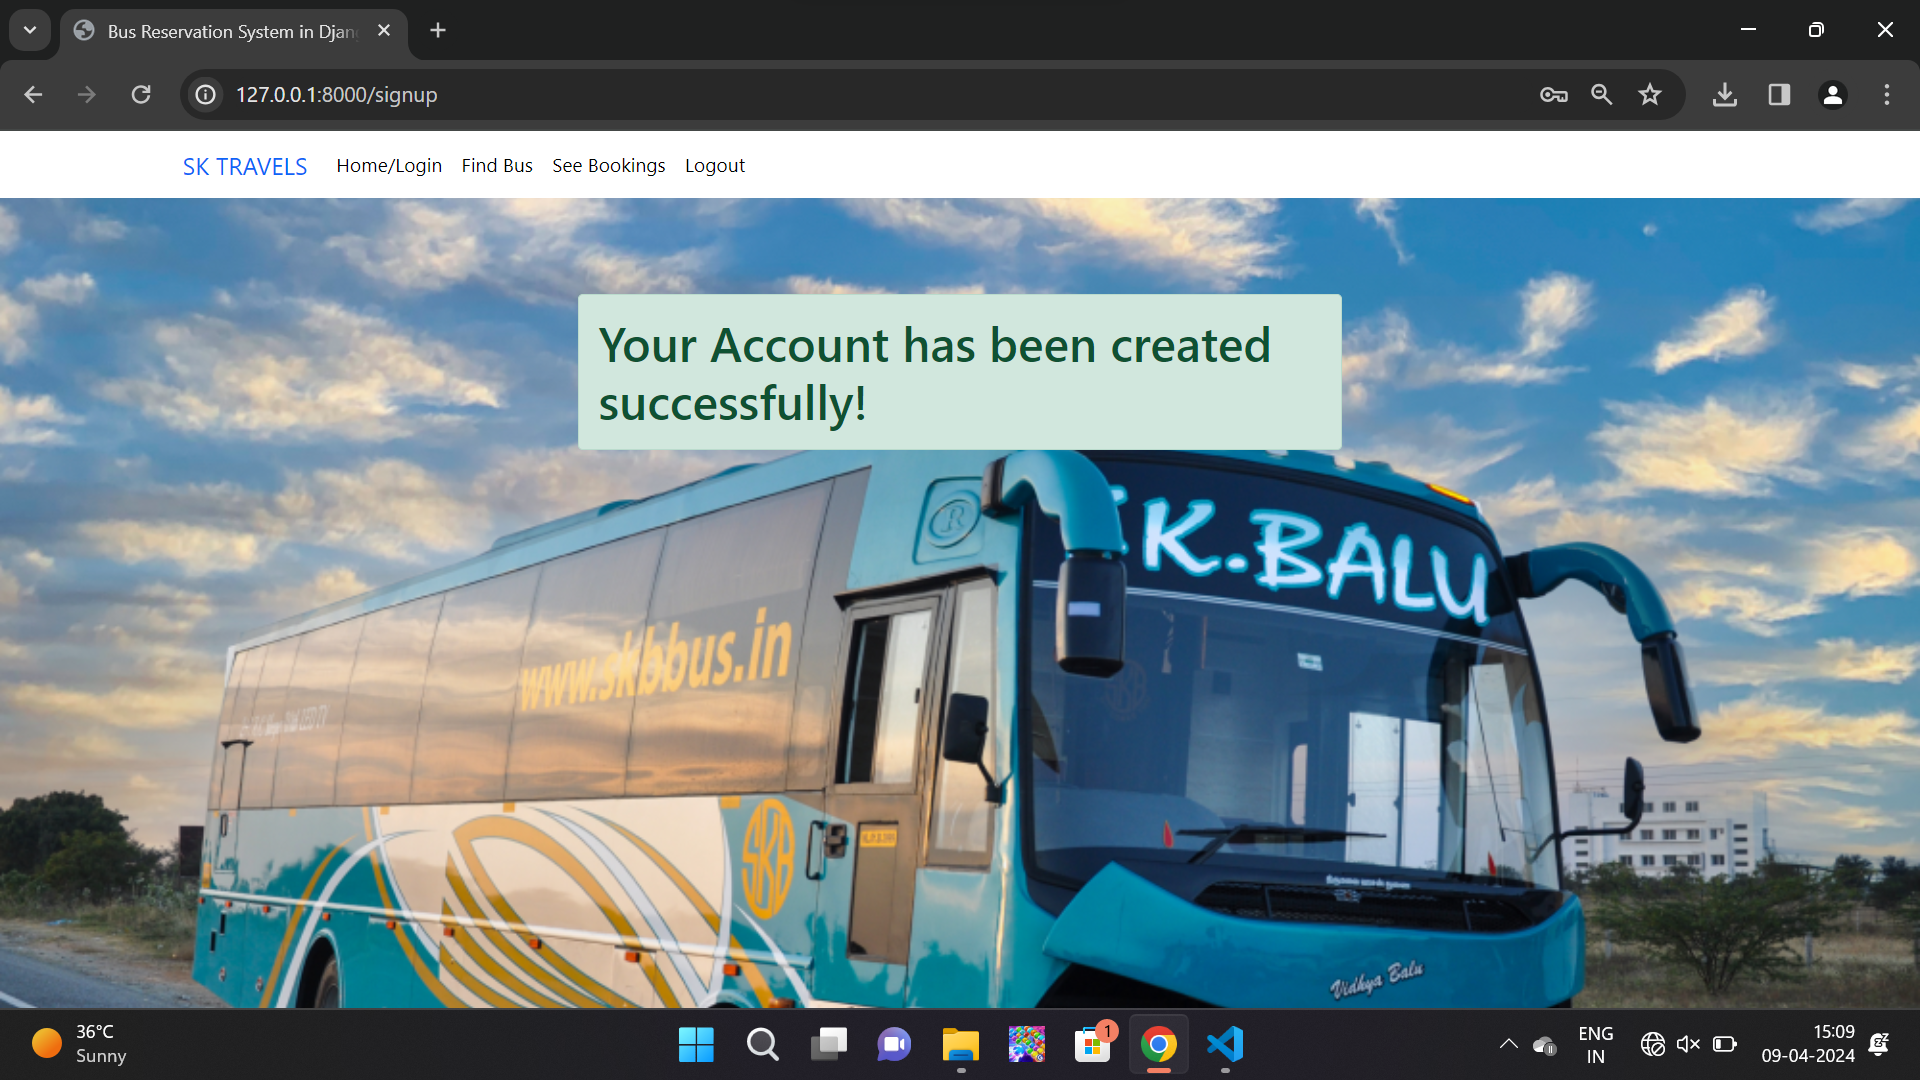 Bus Reservation System in Djan
127.0.0.1:8000/signup
SK TRAVELS Home/Login Find Bus See Bookings Logout
Your Account has been created
successfully!
K.BALU
www.skbbus.in
SKB
Vidhya Balu
36°C
Sunny
1
ENG
IN
15:09
09-04-2024